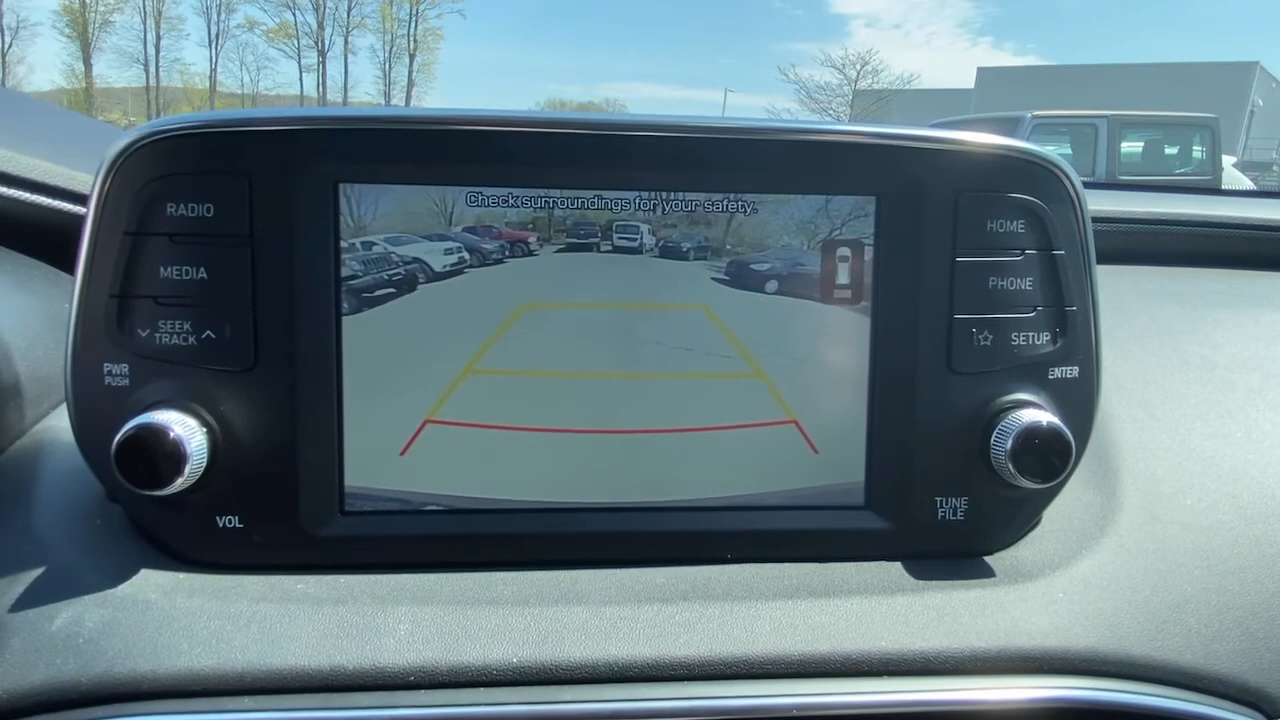 RADIO
MEDIA
SEEK
TRACK
PWR
PUSH
VOL
Check surroundings for your safety.
HOME
PHONE
SETUP
ENTER
TUNE
FILE